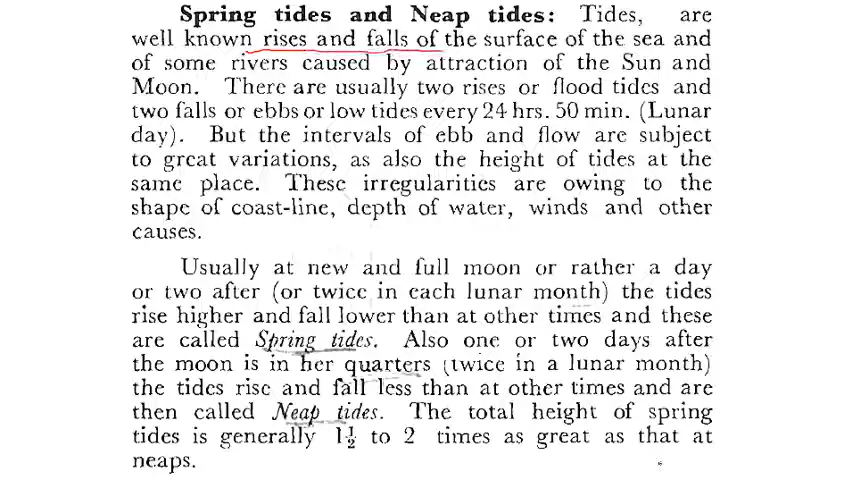 Spring tides and Neap tides: Tides, are
well known rises and falls of the surface of the sea and
of some rivers caused by attraction of the Sun and
Moon. There are usually two rises or flood tides and
two falls or ebbs or low tides every 24 hrs. 50 min. (Lunar
day). But the intervals of ebb and flow are subject
to great variations, as also the height of tides at the
same place. These irregularities are owing to the
shape of coast-line, depth of water, winds and other
causes.
Usually at new and full moon or rather a day
or two after (or twice in each lunar month) the tides
rise higher and fall lower than at other times and these
are called Spring tides. Also one or two days after
the moon is in her quarters (twice in a lunar month)
the tides rise and fall less than at other times and are
then called Neap tides. The total height of spring
tides is generally 1½ to 2 times as great as that at
neaps.